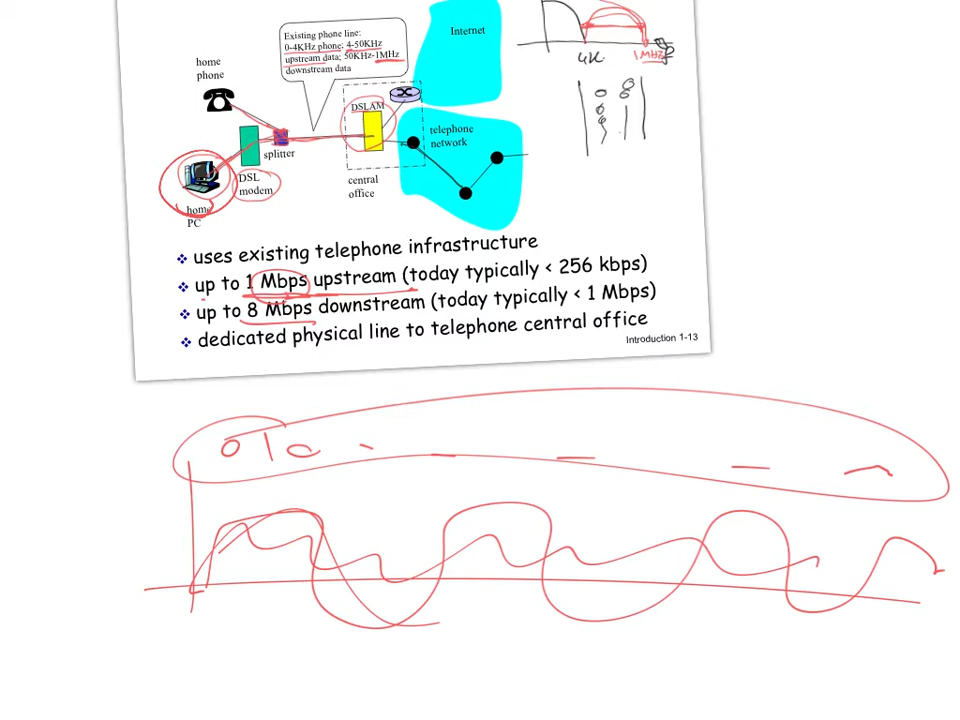 Existing phone line:
0-4KHz phone; 4-50KHz
upstream data; 50KHz-1MHz
downstream data
Internet
home
phone
DSLAM
telephone
network
splitter
DSL
modem
central
office
home
PC
4K
1MHz
uses existing telephone infrastructure
up to 1 Mbps upstream (today typically < 256 kbps)
up to 8 Mbps downstream (today typically < 1 Mbps)
dedicated physical line to telephone central office
Introduction 1-13
010